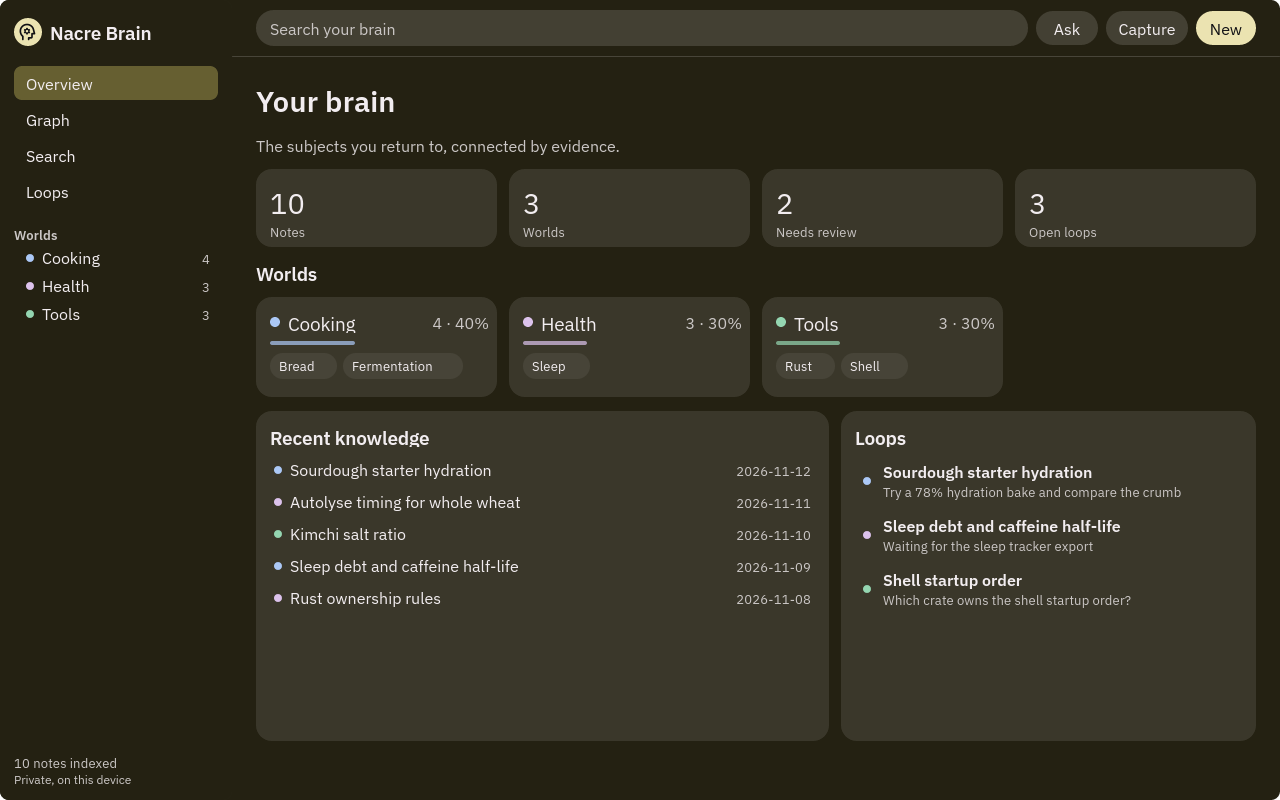 Nacre Brain
Search your brain
Ask
Capture
New
Overview
Graph
Search
Loops
Worlds
Cooking 4
Health 3
Tools 3
10 notes indexed
Private, on this device
Your brain
The subjects you return to, connected by evidence.
10
Notes
3
Worlds
2
Needs review
3
Open loops
Worlds
Cooking 4 · 40%
Bread Fermentation
Health 3 · 30%
Sleep
Tools 3 · 30%
Rust Shell
Recent knowledge
Sourdough starter hydration 2026-11-12
Autolyse timing for whole wheat 2026-11-11
Kimchi salt ratio 2026-11-10
Sleep debt and caffeine half-life 2026-11-09
Rust ownership rules 2026-11-08
Loops
Sourdough starter hydration
Try a 78% hydration bake and compare the crumb
Sleep debt and caffeine half-life
Waiting for the sleep tracker export
Shell startup order
Which crate owns the shell startup order?